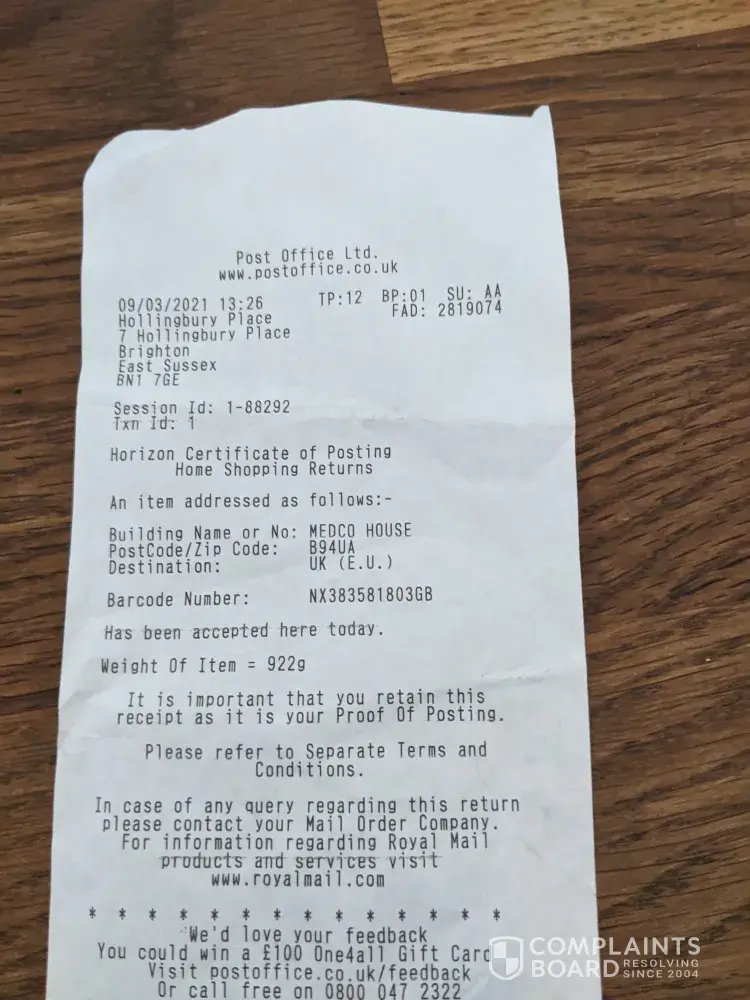 Post Office Ltd.
www.postoffice.co.uk
09/03/2021 13:26 TP:12 BP:01 SU: AA
Hollingbury Place FAD: 2819074
7 Hollingbury Place
Brighton
East Sussex
BN1 7GE
Session Id: 1-88292
Txn Id: 1
Horizon Certificate of Posting
Home Shopping Returns
An item addressed as follows:-
Building Name or No: MEDCO HOUSE
PostCode/Zip Code: B94UA
Destination: UK (E.U.)
Barcode Number: NX383581803GB
Has been accepted here today.
Weight Of Item = 922g
It is important that you retain this
receipt as it is your Proof Of Posting.
Please refer to Separate Terms and
Conditions.
In case of any query regarding this return
please contact your Mail Order Company.
For information regarding Royal Mail
products and services visit
www.royalmail.com
* * * * * * * * * * * * * *
We'd love your feedback
You could win a £100 One4all Gift Card
Visit postoffice.co.uk/feedback
Or call free on 0800 047 2322
COMPLAINTS
BOARD RESOLVING
SINCE 2004